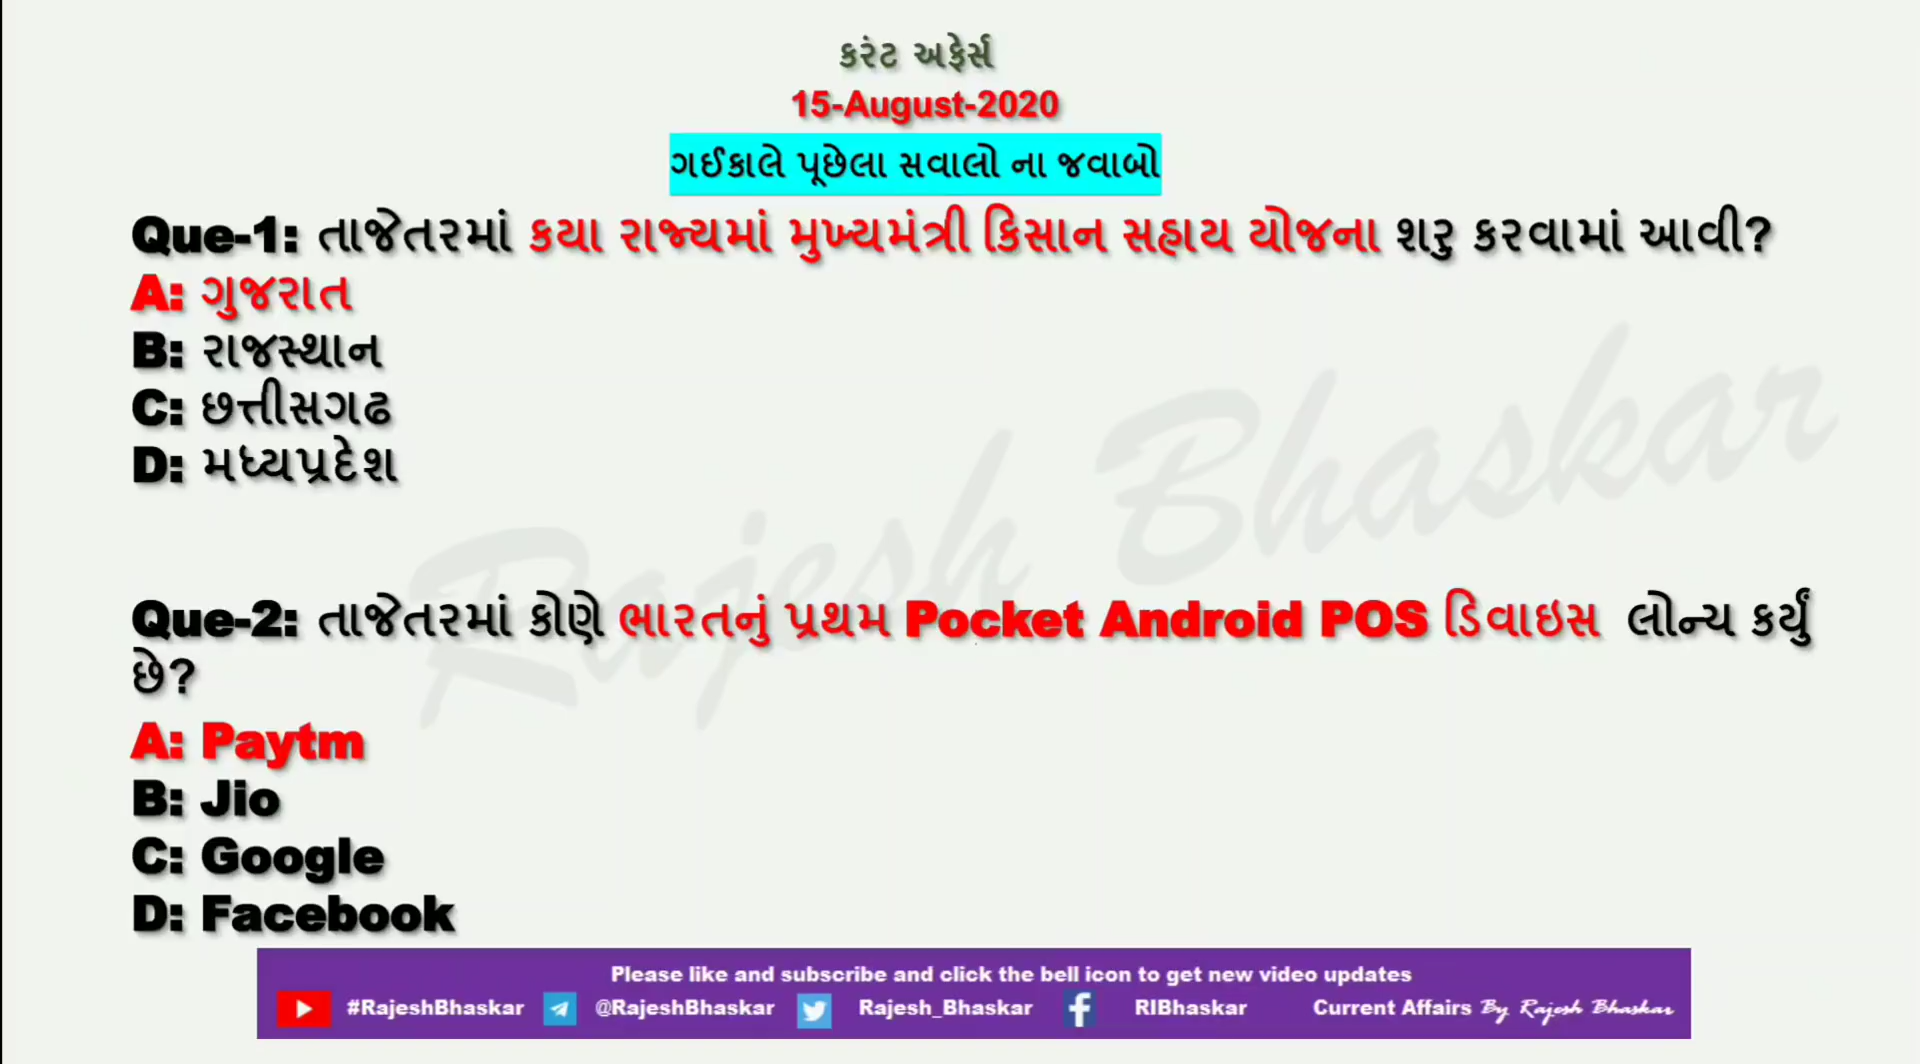 કરંટ અફેર્સ
15-August-2020
ગઈકાલે પૂછેલા સવાલો ના જવાબો
Que-1: તાજેતરમાં કયા રાજ્યમાં મુખ્યમંત્રી કિસાન સહાય યોજના શરુ કરવામાં આવી?
A: ગુજરાત
B: રાજસ્થાન
C: છત્તીસગઢ
D: મધ્યપ્રદેશ
Que-2: તાજેતરમાં કોણે ભારતનું પ્રથમ Pocket Android POS ડિવાઇસ લોન્ચ કર્યું
છે?
A: Paytm
B: Jio
C: Google
D: Facebook
Rajesh Bhaskar
Please like and subscribe and click the bell icon to get new video updates
#RajeshBhaskar @RajeshBhaskar Rajesh_Bhaskar RIBhaskar Current Affairs By Rajesh Bhaskar